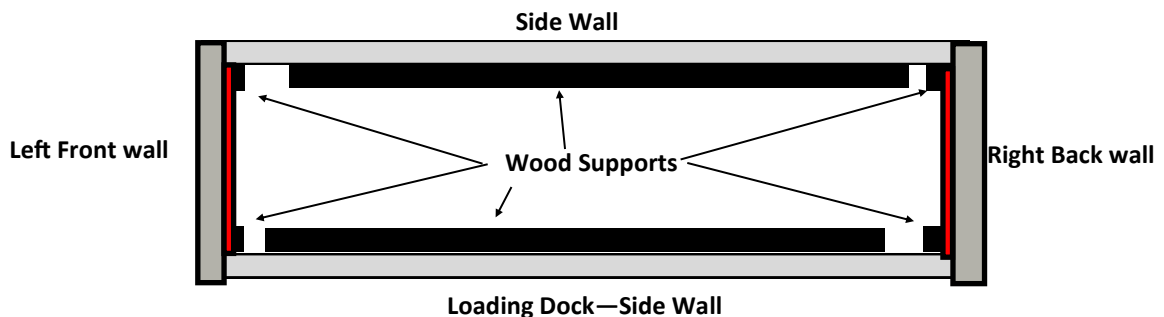 Side Wall
Left Front wall
Wood Supports
Right Back wall
Loading Dock—Side Wall